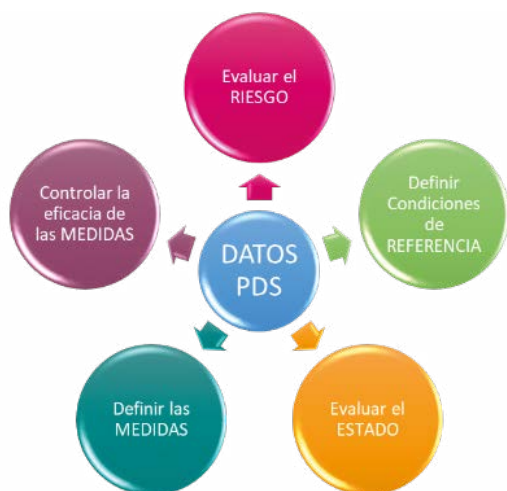 Evaluar el
RIESGO
Definir
Condiciones
de
REFERENCIA
Evaluar el
ESTADO
Definir las
MEDIDAS
Controlar la
eficacia de
las MEDIDAS
DATOS
PDS